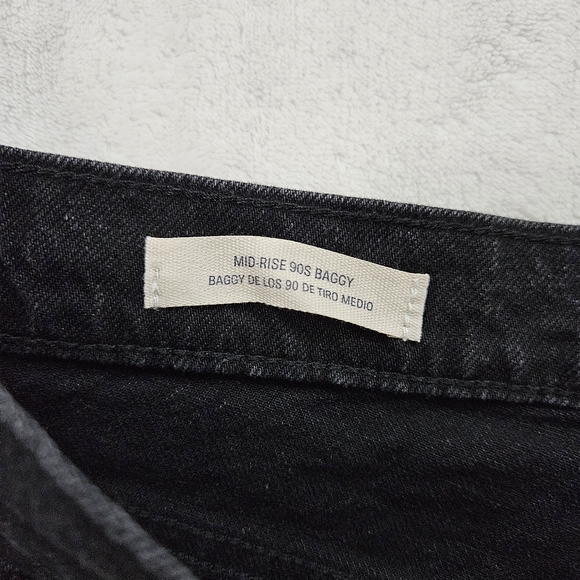 MID-RISE 90S BAGGY
BAGGY DE LOS 90 DE TIRO MEDIO